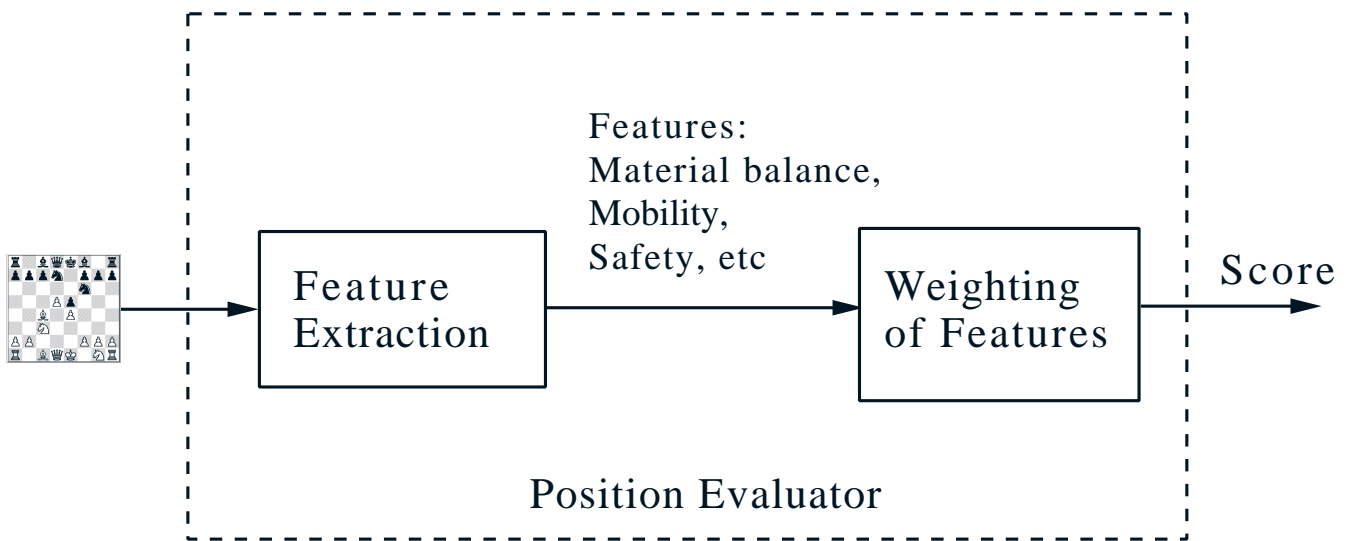 Features:
Material balance,
Mobility,
Safety, etc
Feature
Extraction
Weighting
of Features
Score
Position Evaluator